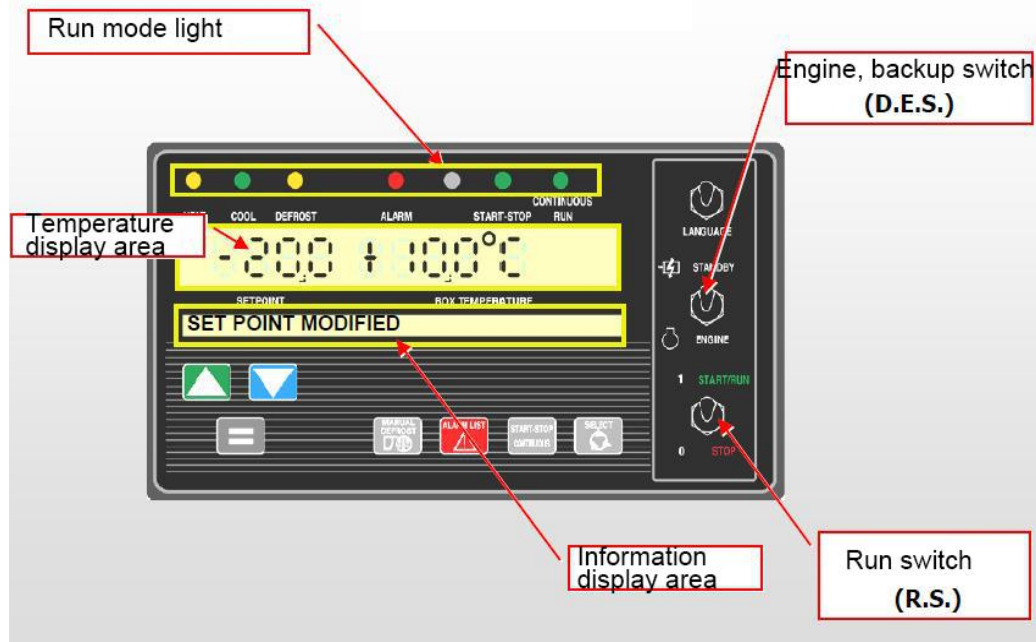 Run mode light
Engine, backup switch
(D.E.S.)
COOL DEFROST ALARM START-STOP CONTINUOUS RUN
Temperature
display area
-20.0 +10.0°C
SETPOINT BOX TEMPERATURE
SET POINT MODIFIED
LANGUAGE
STANDBY
ENGINE
1 START/RUN
0 STOP
MANUAL
DEFROST
ALARM LIST
START-STOP
CONTINUOUS
SELECT
Information
display area
Run switch
(R.S.)